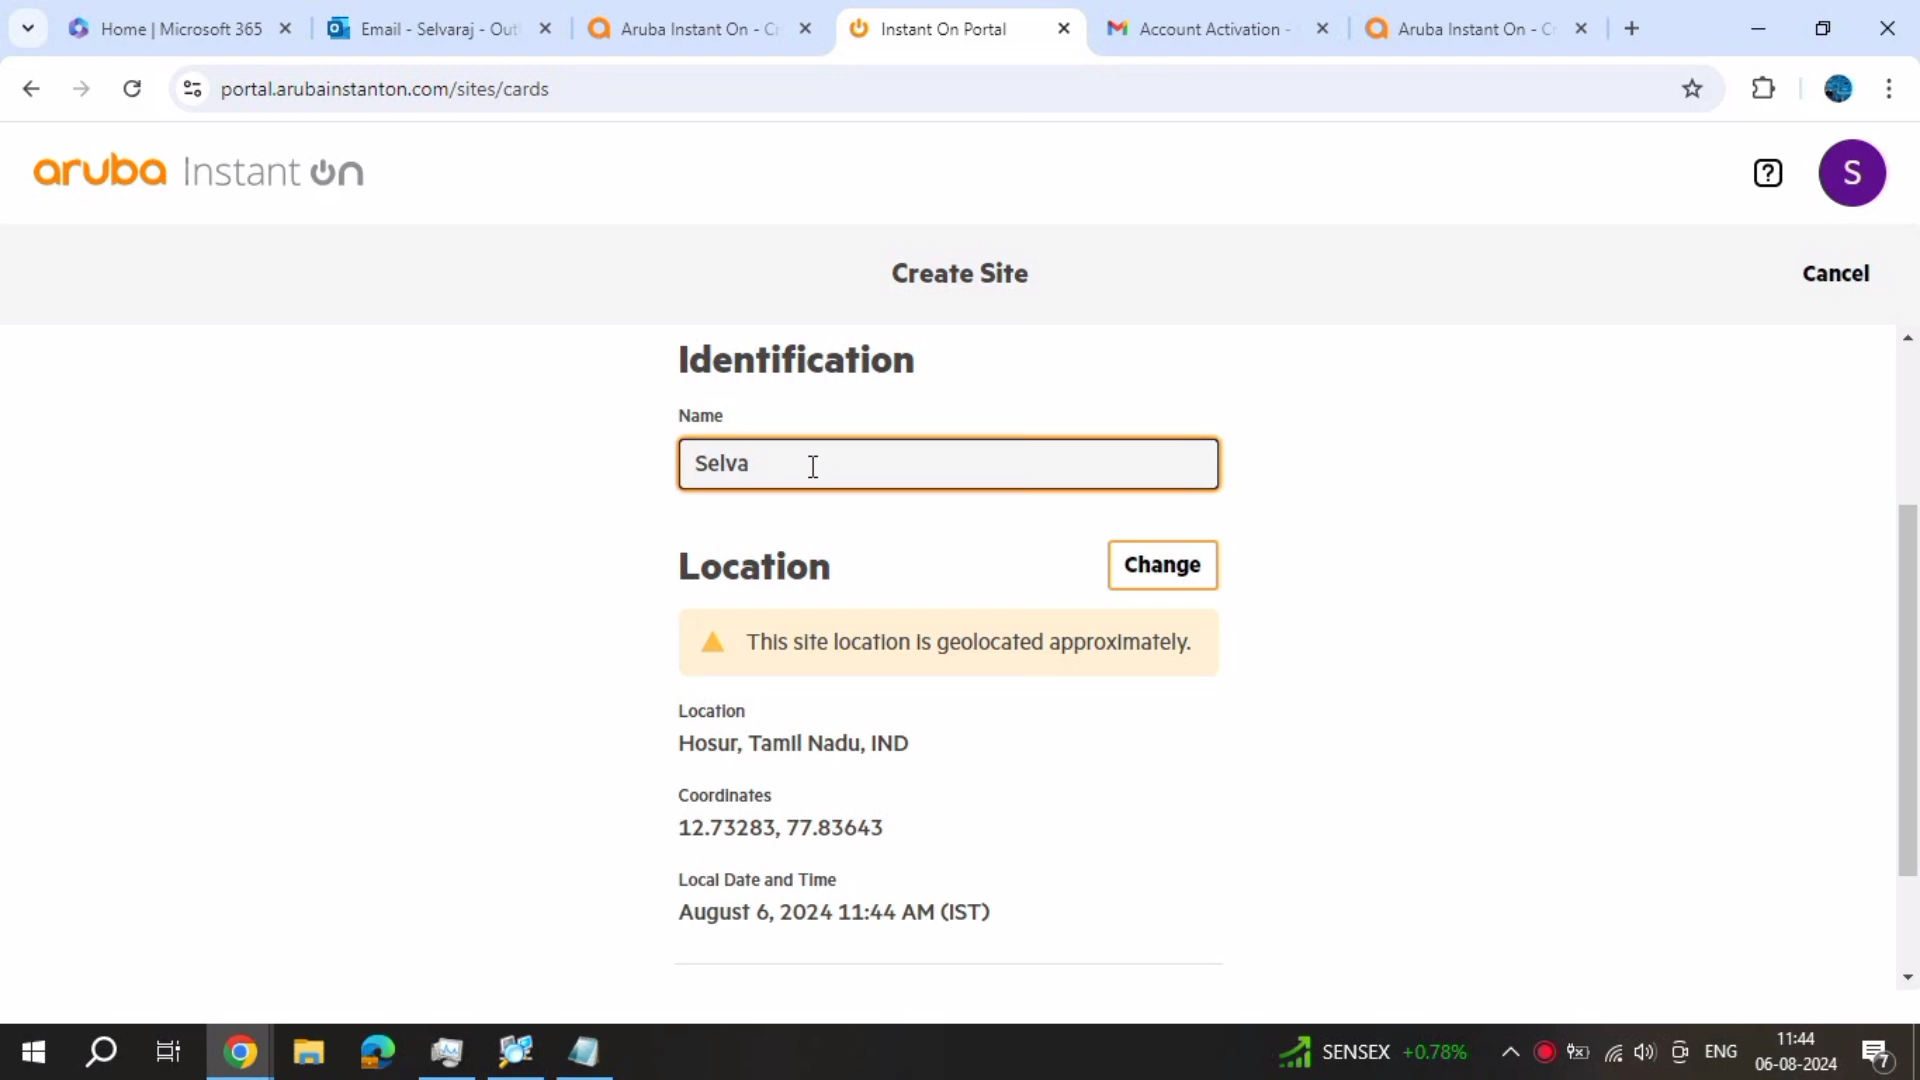 Home | Microsoft 365
Email - Selvaraj - Out
Aruba Instant On - C
Instant On Portal
Account Activation -
Aruba Instant On - C
portal.arubainstanton.com/sites/cards
aruba Instant On
S
Create Site
Cancel
Identification
Name
Selva
Location
Change
This site location is geolocated approximately.
Location
Hosur, Tamil Nadu, IND
Coordinates
12.73283, 77.83643
Local Date and Time
August 6, 2024 11:44 AM (IST)
SENSEX +0.78%
ENG
11:44
06-08-2024
7